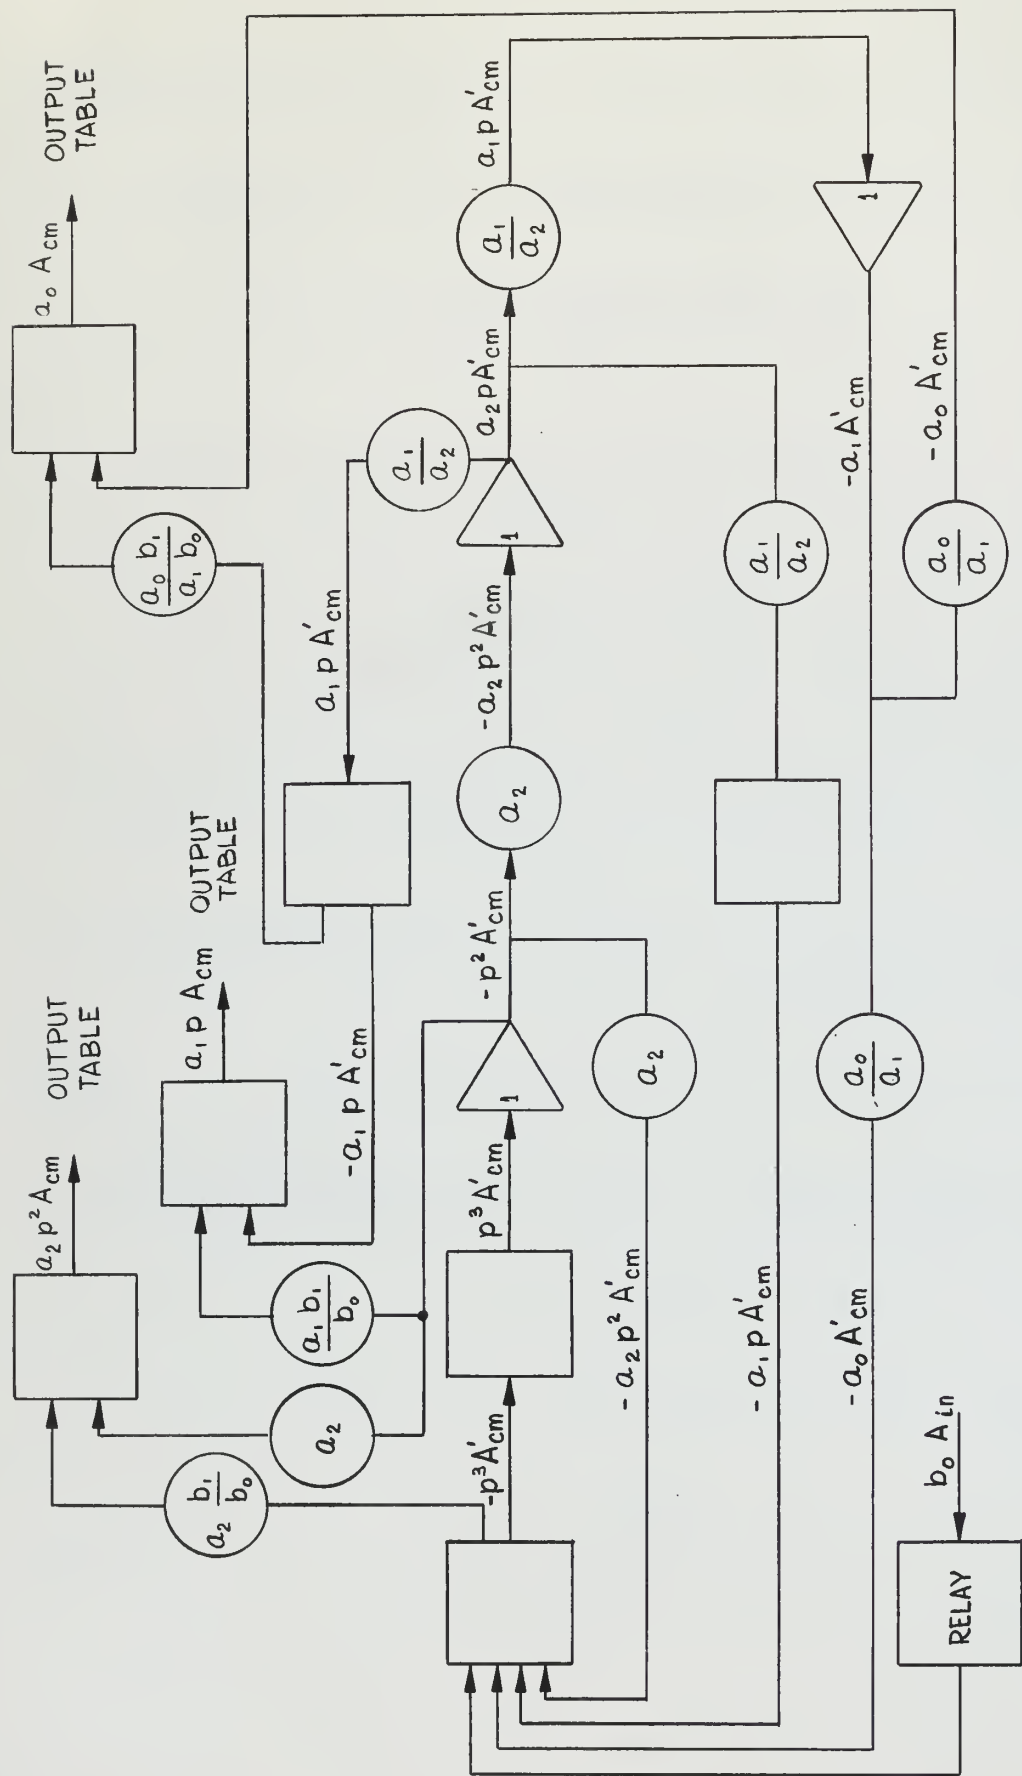 OUTPUT
TABLE
a₀ A_cm
a₁ p A'_cm
a₁/a₂
a₂ p A'_cm
1
-a₁ A'_cm
-a₀ A'_cm
a₁/a₂
a₀ b₁/a₁ b₀
a₁ p A'_cm
1
a₁/a₂
a₀/a₁
-a₂ p² A'_cm
a₂
OUTPUT
TABLE
a₁ p A_cm
-p² A'_cm
-a₁ p A'_cm
1
a₂
a₀/a₁
OUTPUT
TABLE
a₂ p² A_cm
a₁ b₁/b₀
p³ A'_cm
a₂
-a₂ p² A'_cm
-a₁ p A'_cm
-a₀ A'_cm
a₂ b₁/b₀
-p³ A'_cm
b₀ A_in
RELAY